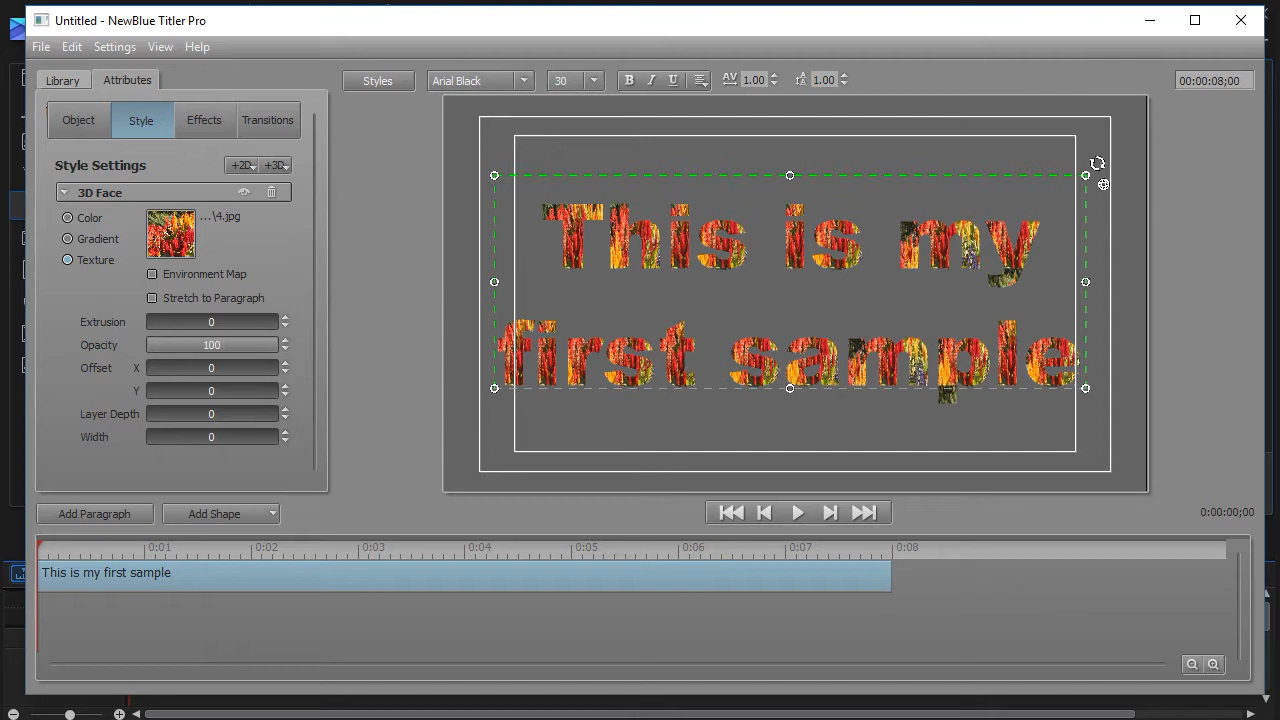 Untitled - NewBlue Titler Pro
File Edit Settings View Help
Library Attributes Styles Arial Black 30 B I U AV 1.00 A 1.00 00:00:08;00
Object Style Effects Transitions
Style Settings +2D +3D
3D Face
Color ...\4.jpg
Gradient
Texture
Environment Map
Stretch to Paragraph
Extrusion 0
Opacity 100
Offset X 0
Y 0
Layer Depth 0
Width 0
This is my
first sample
Add Paragraph Add Shape 0:00:00;00
0:01 0:02 0:03 0:04 0:05 0:06 0:07 0:08
This is my first sample